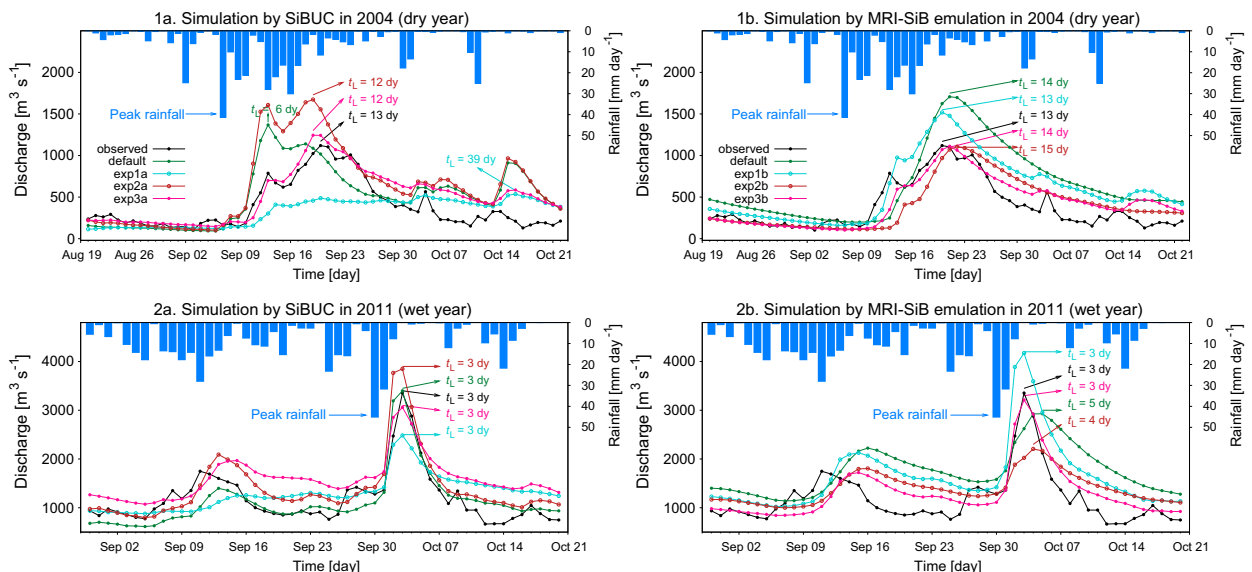 1a. Simulation by SiBUC in 2004 (dry year)
Discharge [m³ s⁻¹]
2000
1500
1000
500
0
0
10
20
30
40
50
Rainfall [mm day⁻¹]
Peak rainfall
tL = 6 dy
tL = 12 dy
tL = 12 dy
tL = 13 dy
tL = 39 dy
observed
default
exp1a
exp2a
exp3a
Aug 19 Aug 26 Sep 02 Sep 09 Sep 16 Sep 23 Sep 30 Oct 07 Oct 14 Oct 21
Time [day]
1b. Simulation by MRI-SiB emulation in 2004 (dry year)
Discharge [m³ s⁻¹]
2000
1500
1000
500
0
0
10
20
30
40
50
Rainfall [mm day⁻¹]
Peak rainfall
tL = 14 dy
tL = 13 dy
tL = 13 dy
tL = 14 dy
tL = 15 dy
observed
default
exp1b
exp2b
exp3b
Aug 19 Aug 26 Sep 02 Sep 09 Sep 16 Sep 23 Sep 30 Oct 07 Oct 14 Oct 21
Time [day]
2a. Simulation by SiBUC in 2011 (wet year)
Discharge [m³ s⁻¹]
4000
3000
2000
1000
0
10
20
30
40
50
Rainfall [mm day⁻¹]
Peak rainfall
tL = 3 dy
tL = 3 dy
tL = 3 dy
tL = 3 dy
tL = 3 dy
Sep 02 Sep 09 Sep 16 Sep 23 Sep 30 Oct 07 Oct 14 Oct 21
Time [day]
2b. Simulation by MRI-SiB emulation in 2011 (wet year)
Discharge [m³ s⁻¹]
4000
3000
2000
1000
0
10
20
30
40
50
Rainfall [mm day⁻¹]
Peak rainfall
tL = 3 dy
tL = 3 dy
tL = 3 dy
tL = 5 dy
tL = 4 dy
Sep 02 Sep 09 Sep 16 Sep 23 Sep 30 Oct 07 Oct 14 Oct 21
Time [day]